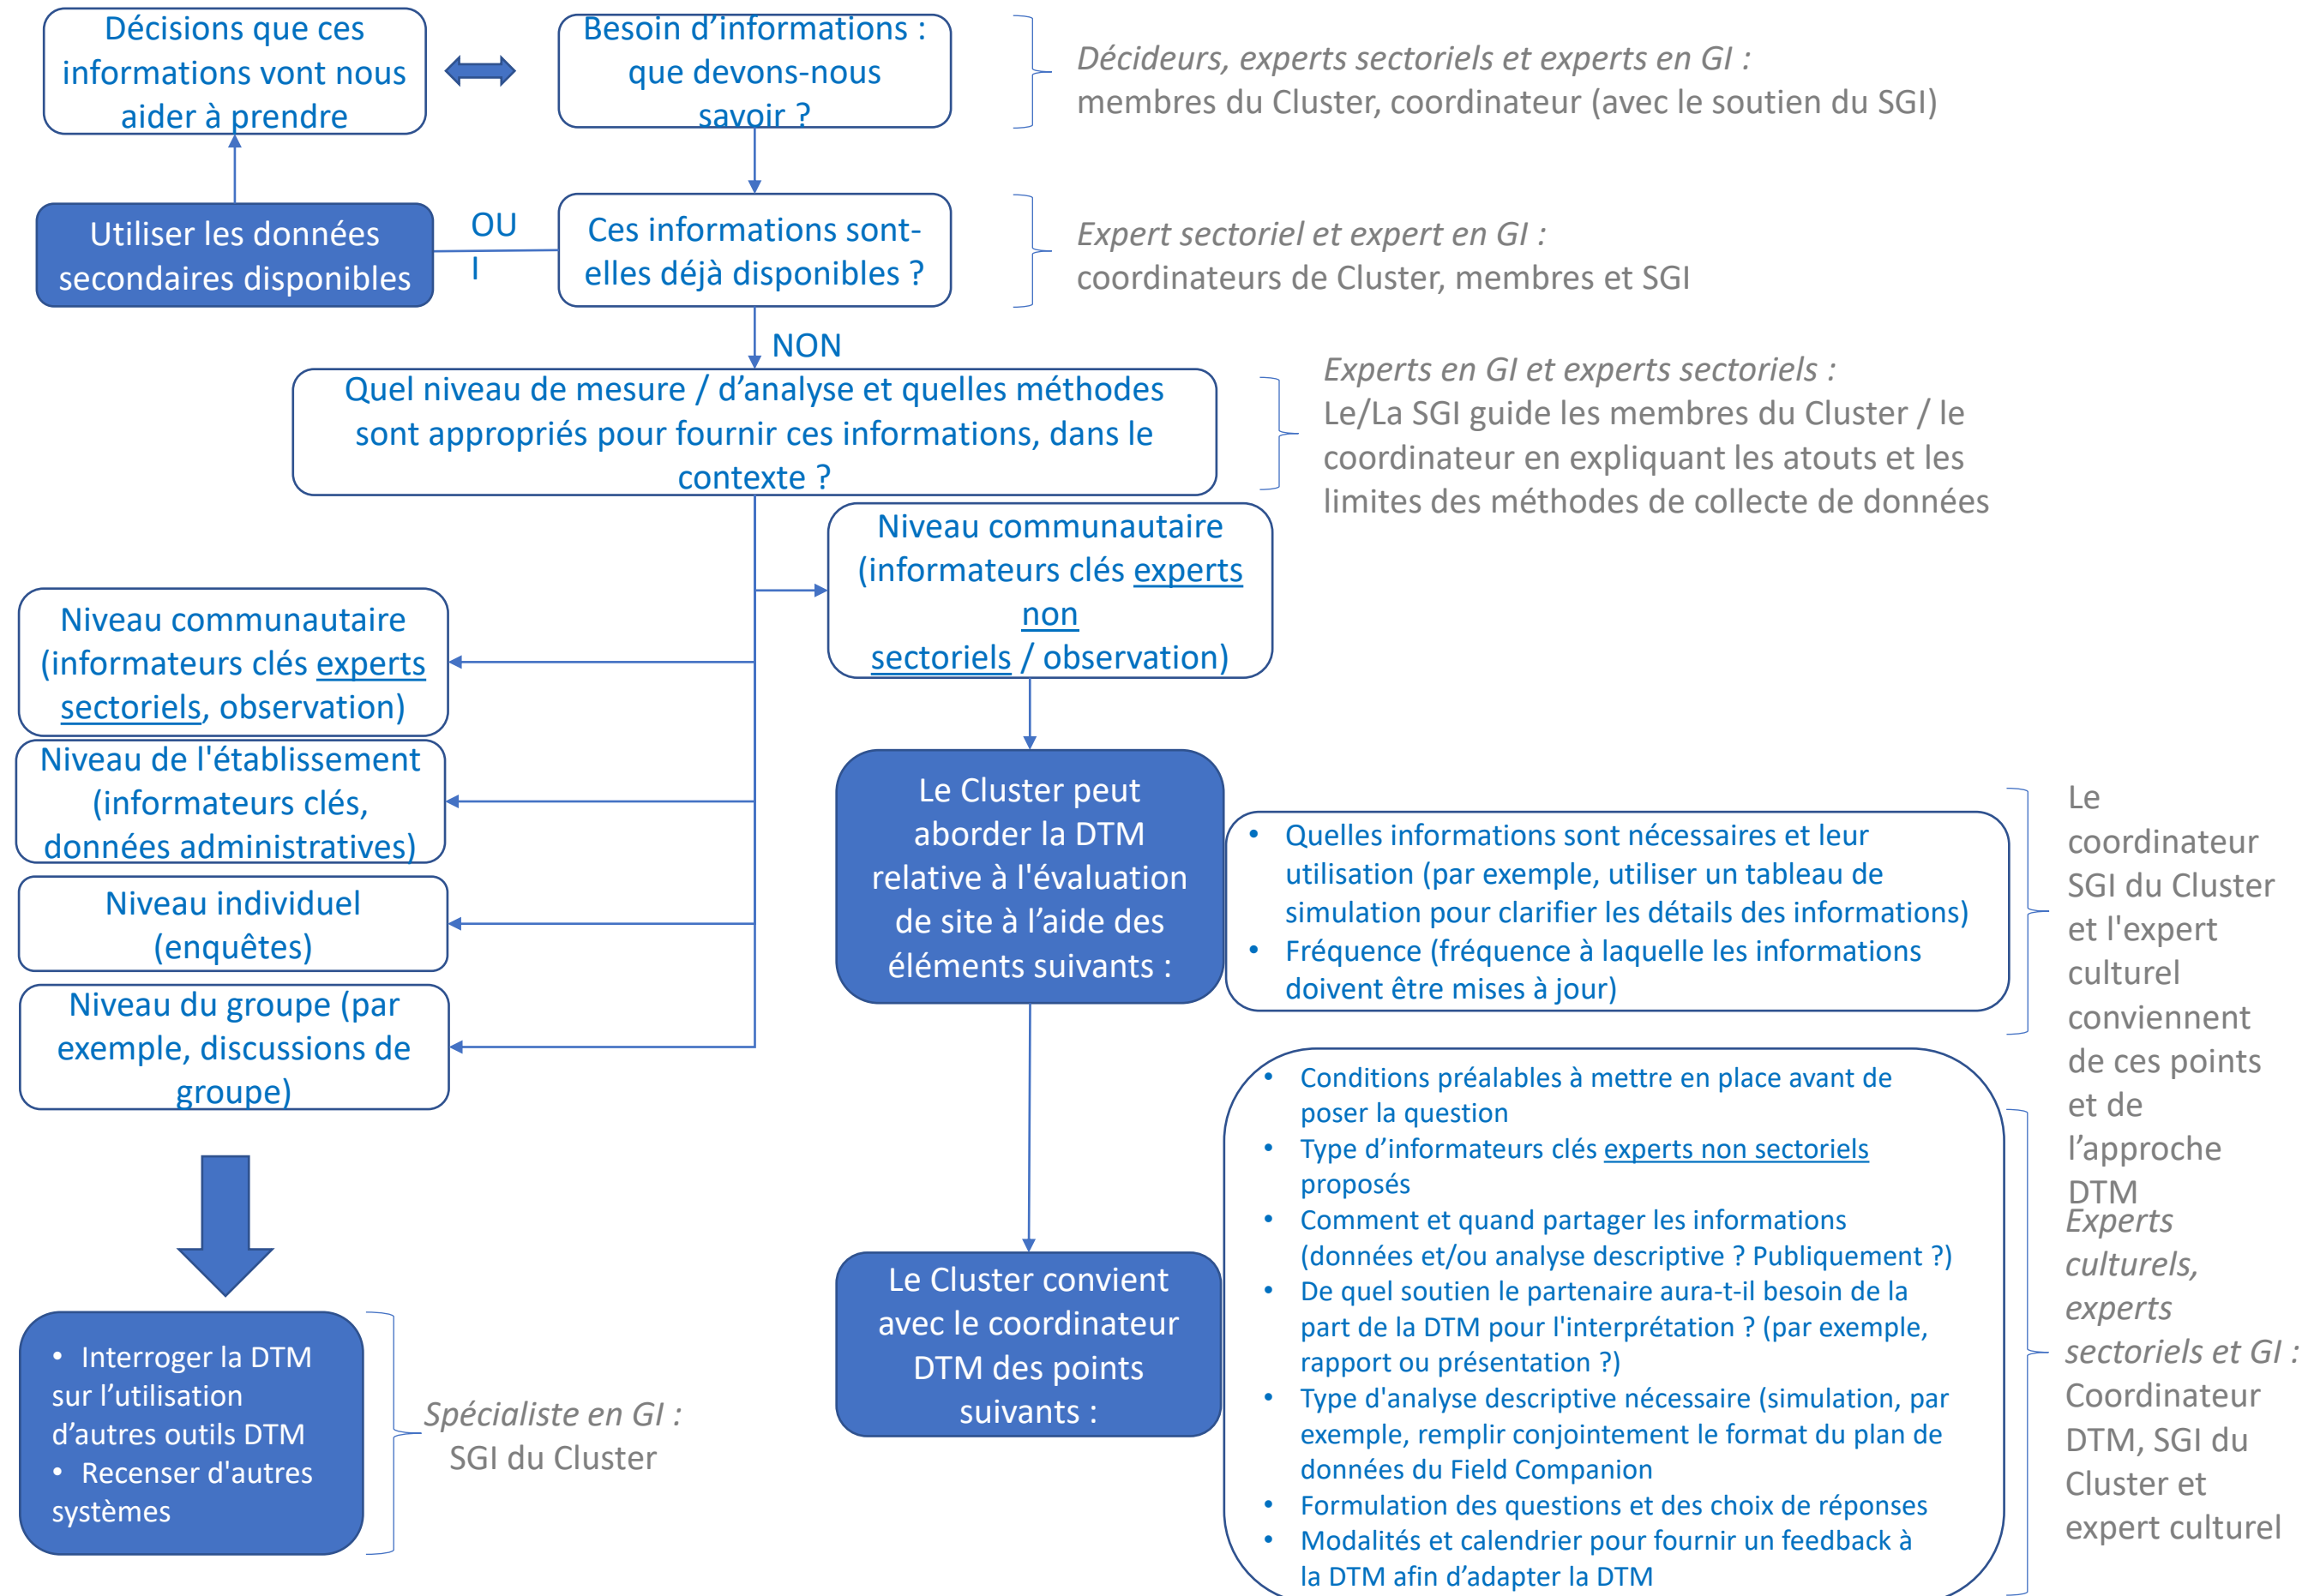 Décisions que ces
informations vont nous
aider à prendre
Besoin d’informations :
que devons-nous
savoir ?
Décideurs, experts sectoriels et experts en GI :
membres du Cluster, coordinateur (avec le soutien du SGI)
Utiliser les données
secondaires disponibles
OU
I
Ces informations sont-
elles déjà disponibles ?
Expert sectoriel et expert en GI :
coordinateurs de Cluster, membres et SGI
NON
Quel niveau de mesure / d’analyse et quelles méthodes
sont appropriés pour fournir ces informations, dans le
contexte ?
Experts en GI et experts sectoriels :
Le/La SGI guide les membres du Cluster / le
coordinateur en expliquant les atouts et les
limites des méthodes de collecte de données
Niveau communautaire
(informateurs clés experts
non
sectoriels / observation)
Niveau communautaire
(informateurs clés experts
sectoriels, observation)
Niveau de l'établissement
(informateurs clés,
données administratives)
Niveau individuel
(enquêtes)
Niveau du groupe (par
exemple, discussions de
groupe)
Le Cluster peut
aborder la DTM
relative à l'évaluation
de site à l’aide des
éléments suivants :
• Quelles informations sont nécessaires et leur
utilisation (par exemple, utiliser un tableau de
simulation pour clarifier les détails des informations)
• Fréquence (fréquence à laquelle les informations
doivent être mises à jour)
Le
coordinateur
SGI du Cluster
et l'expert
culturel
conviennent
de ces points
et de
l’approche
DTM
• Interroger la DTM
sur l’utilisation
d’autres outils DTM
• Recenser d'autres
systèmes
Spécialiste en GI :
SGI du Cluster
Le Cluster convient
avec le coordinateur
DTM des points
suivants :
• Conditions préalables à mettre en place avant de
poser la question
• Type d’informateurs clés experts non sectoriels
proposés
• Comment et quand partager les informations
(données et/ou analyse descriptive ? Publiquement ?)
• De quel soutien le partenaire aura-t-il besoin de la
part de la DTM pour l'interprétation ? (par exemple,
rapport ou présentation ?)
• Type d'analyse descriptive nécessaire (simulation, par
exemple, remplir conjointement le format du plan de
données du Field Companion
• Formulation des questions et des choix de réponses
• Modalités et calendrier pour fournir un feedback à
la DTM afin d’adapter la DTM
Experts
culturels,
experts
sectoriels et GI :
Coordinateur
DTM, SGI du
Cluster et
expert culturel